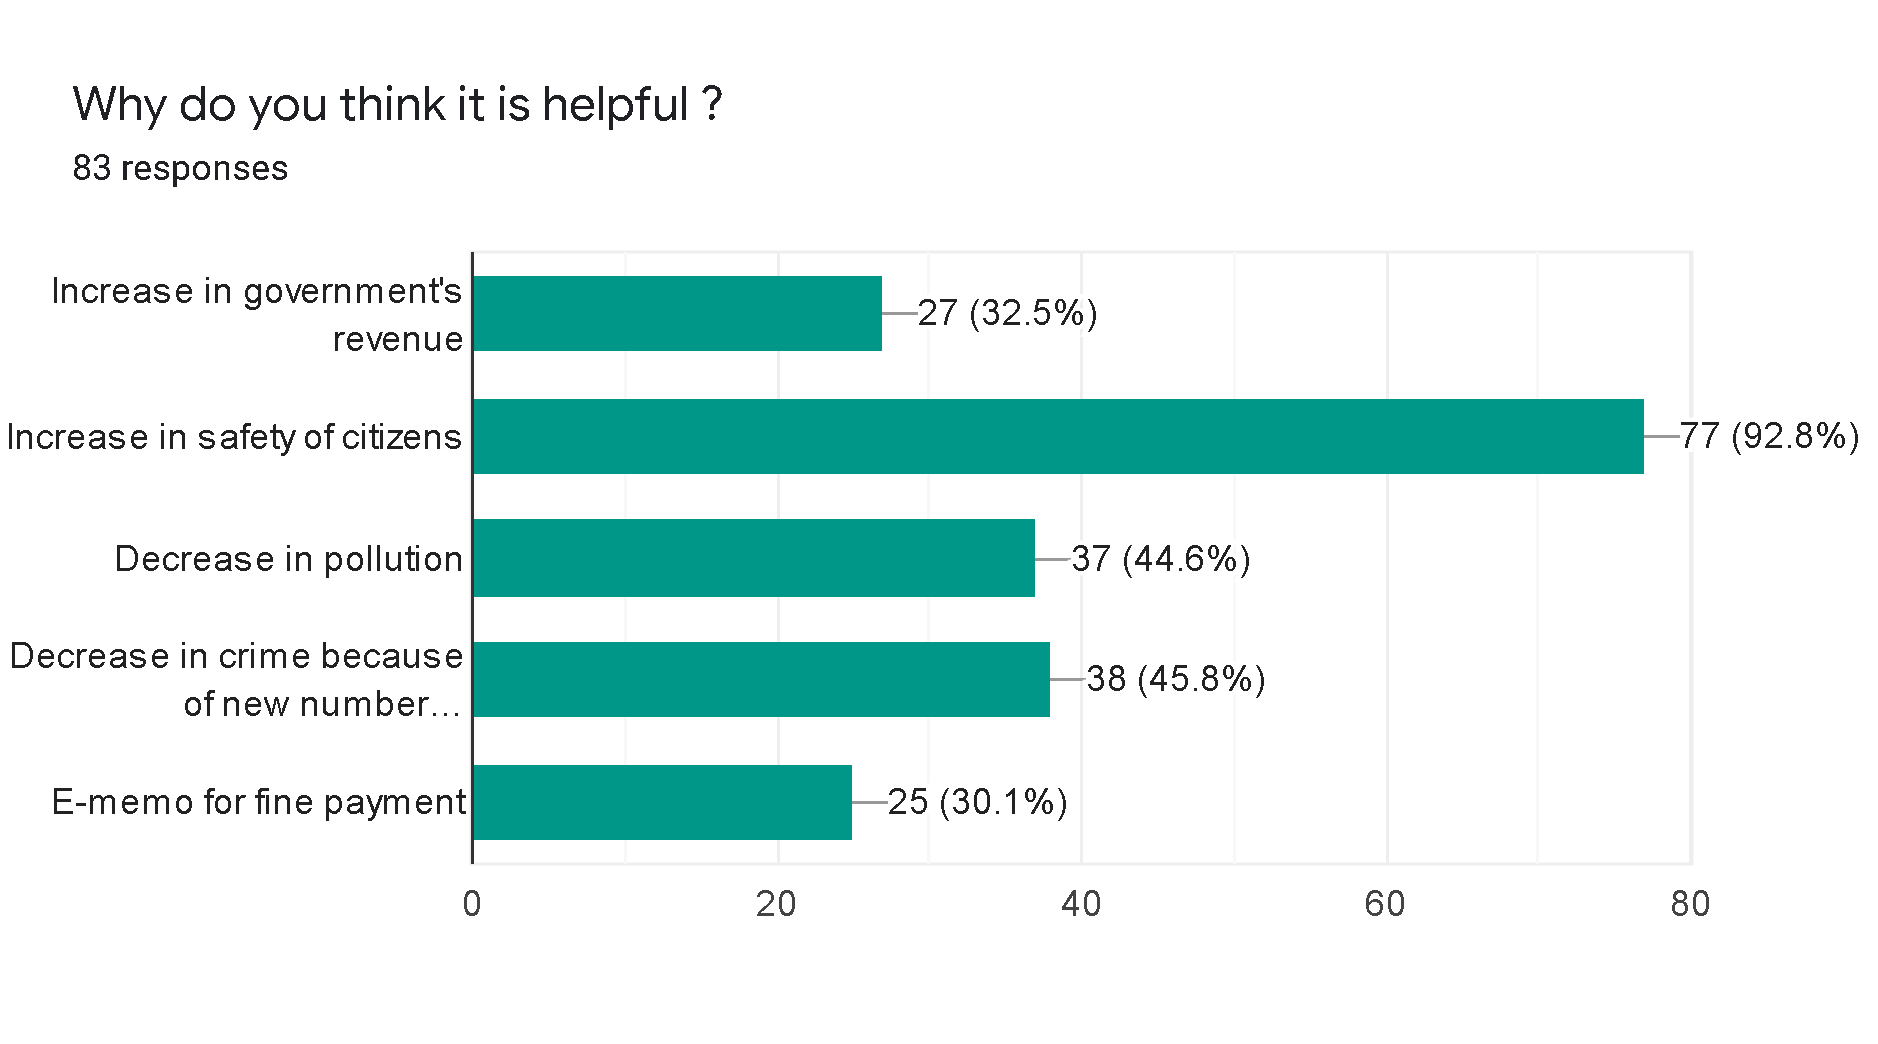 Why do you think it is helpful ?
83 responses
Increase in government's
revenue
27 (32.5%)
Increase in safety of citizens
77 (92.8%)
Decrease in pollution
37 (44.6%)
Decrease in crime because
of new number...
38 (45.8%)
E-memo for fine payment
25 (30.1%)
0 20 40 60 80